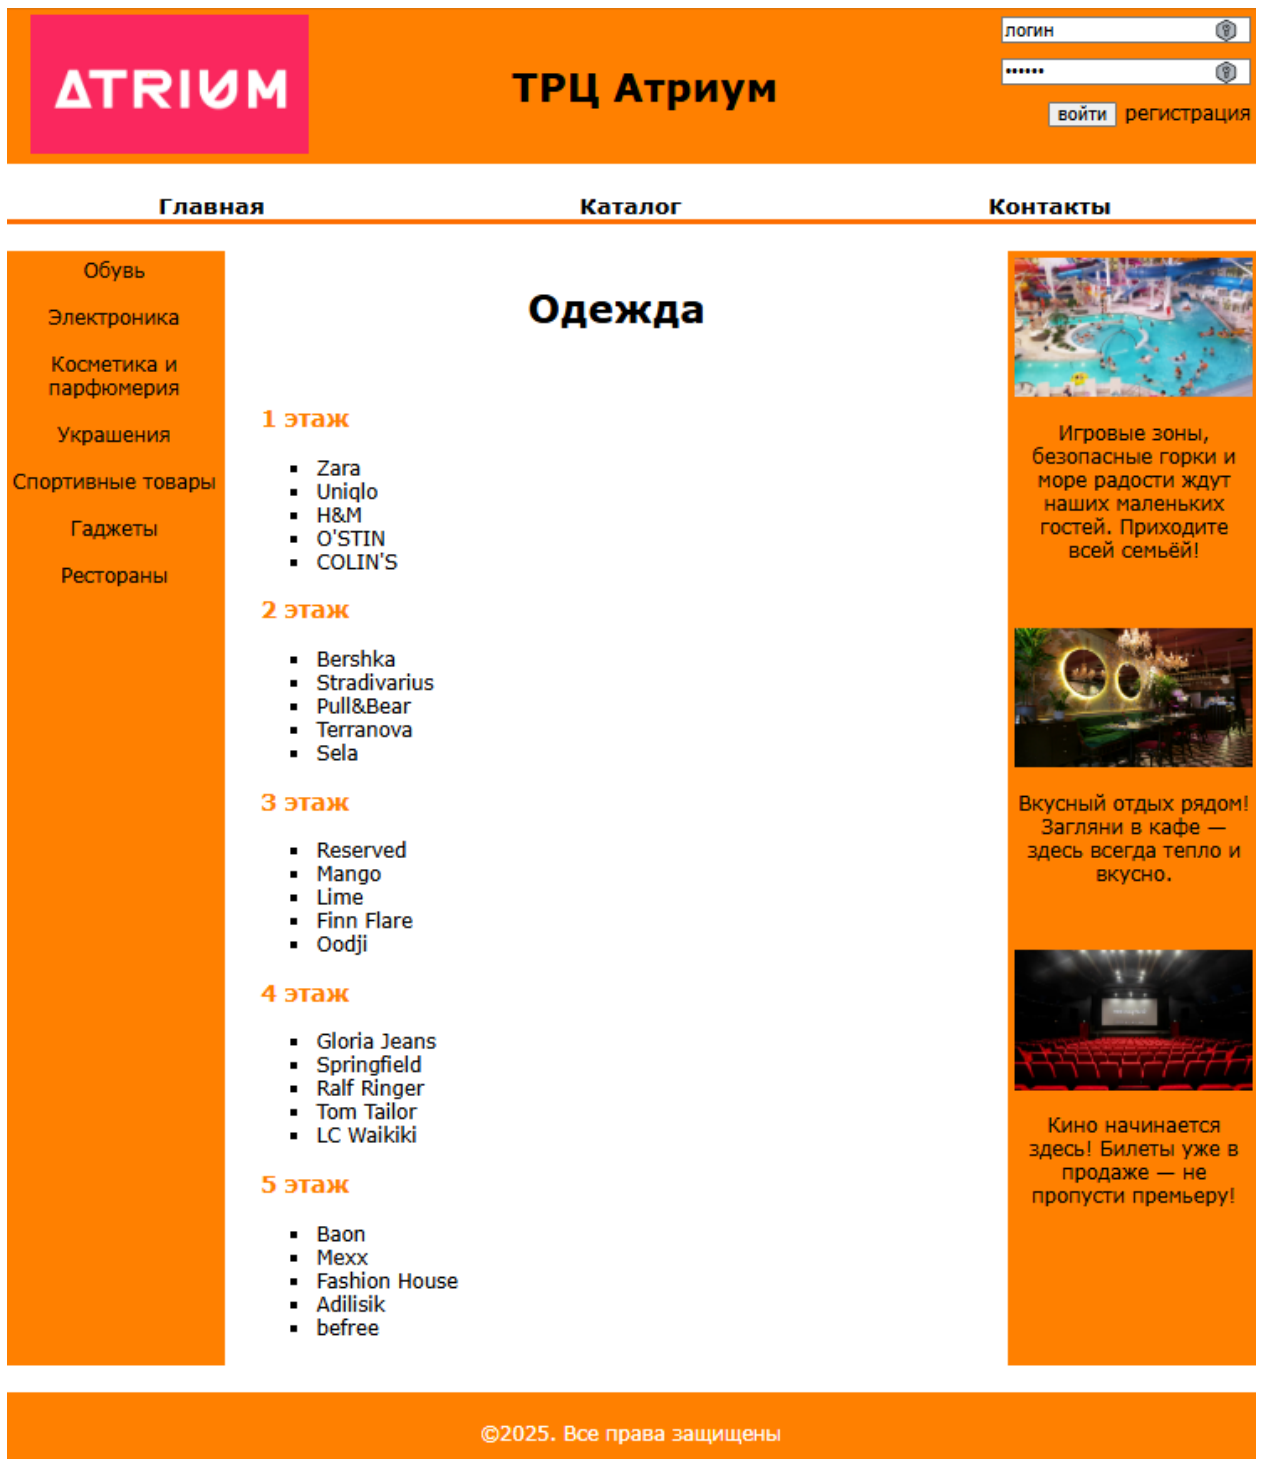 ATRIUM
ТРЦ Атриум
логин
••••••
войти регистрация
Главная Каталог Контакты
Обувь
Электроника
Косметика и
парфюмерия
Украшения
Спортивные товары
Гаджеты
Рестораны
Одежда
1 этаж
Zara
Uniqlo
H&M
O'STIN
COLIN'S
2 этаж
Bershka
Stradivarius
Pull&Bear
Terranova
Sela
3 этаж
Reserved
Mango
Lime
Finn Flare
Oodji
4 этаж
Gloria Jeans
Springfield
Ralf Ringer
Tom Tailor
LC Waikiki
5 этаж
Baon
Mexx
Fashion House
Adilisik
befree
Игровые зоны,
безопасные горки и
море радости ждут
наших маленьких
гостей. Приходите
всей семьёй!
Вкусный отдых рядом!
Загляни в кафе —
здесь всегда тепло и
вкусно.
Кино начинается
здесь! Билеты уже в
продаже — не
пропусти премьеру!
©2025. Все права защищены